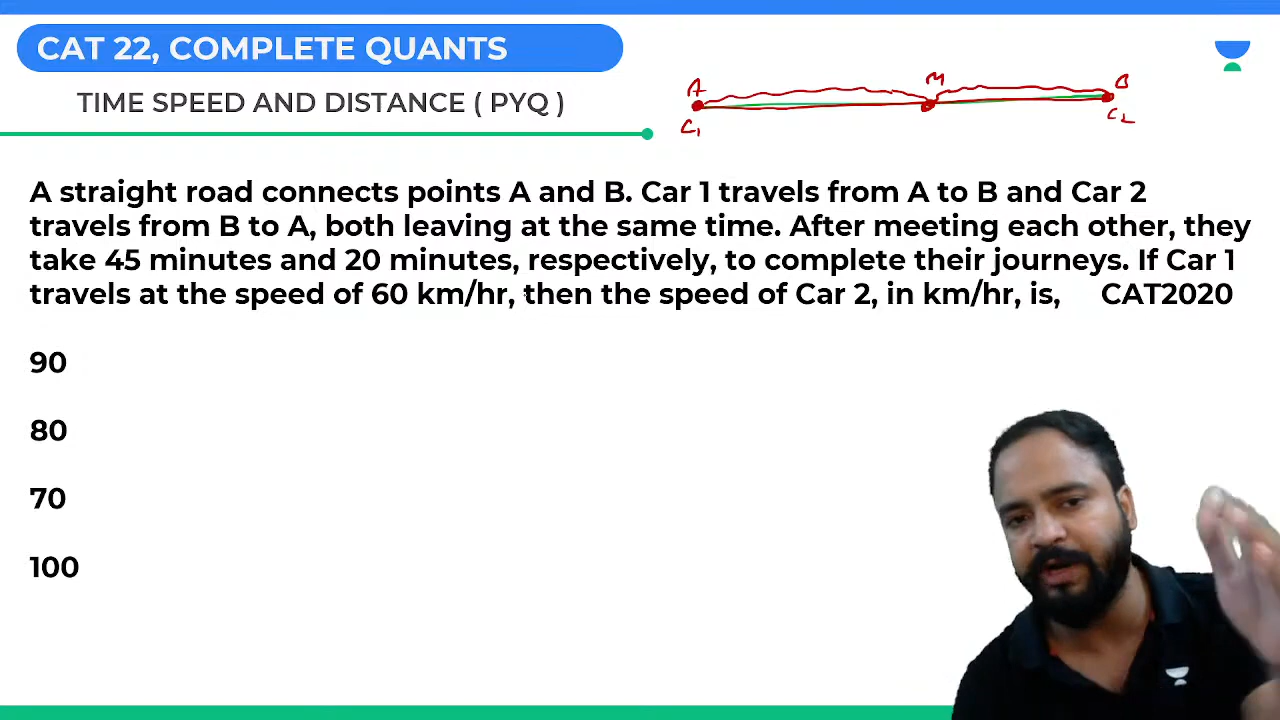 CAT 22, COMPLETE QUANTS
TIME SPEED AND DISTANCE ( PYQ )
A M B
C1 C2
A straight road connects points A and B. Car 1 travels from A to B and Car 2
travels from B to A, both leaving at the same time. After meeting each other, they
take 45 minutes and 20 minutes, respectively, to complete their journeys. If Car 1
travels at the speed of 60 km/hr, then the speed of Car 2, in km/hr, is, CAT2020
90
80
70
100